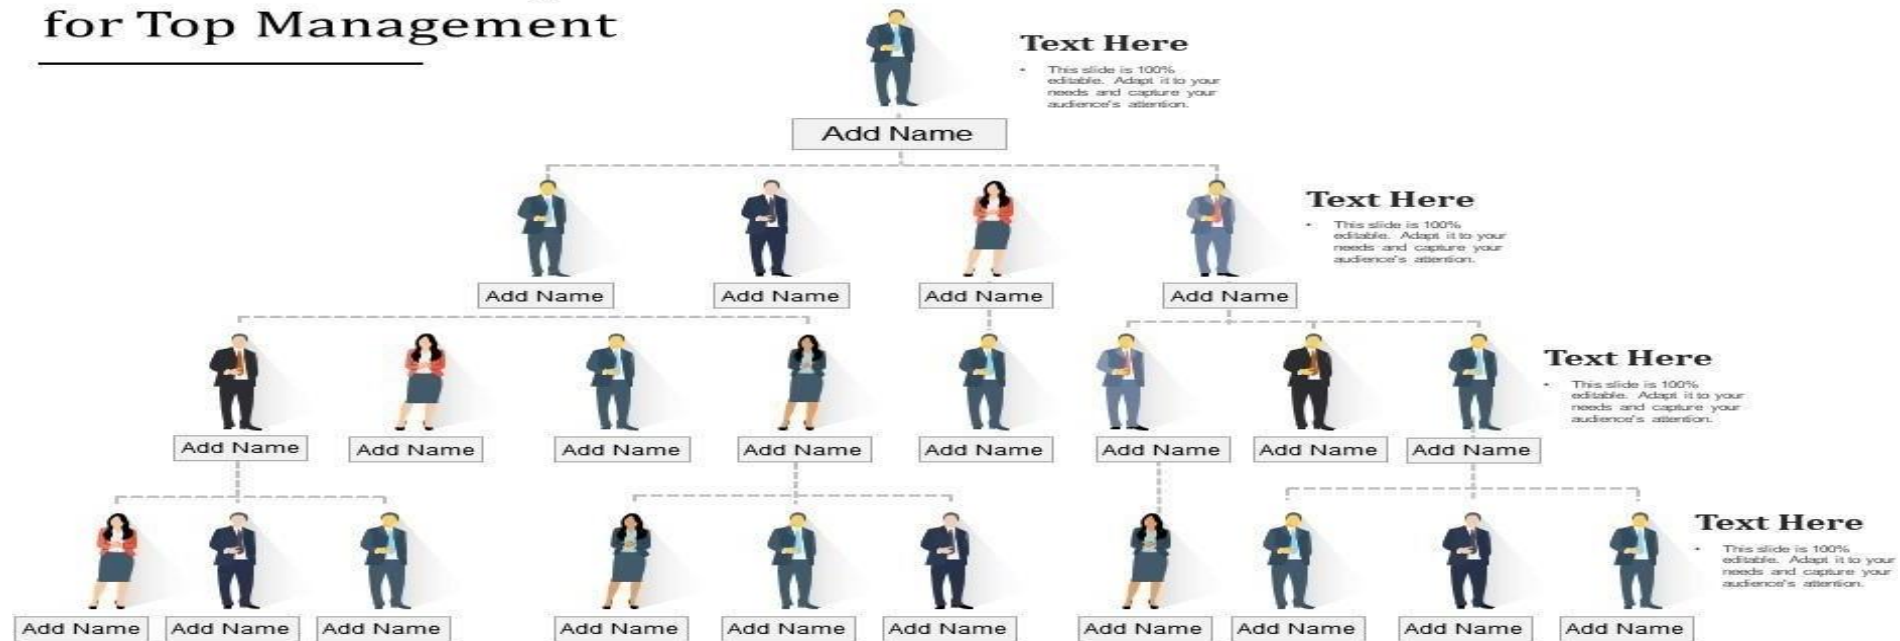 for Top Management
Text Here
• This slide is 100%
editable. Adapt it to your
needs and capture your
audience's attention.
Add Name
Text Here
• This slide is 100%
editable. Adapt it to your
needs and capture your
audience's attention.
Add Name
Add Name
Add Name
Add Name
Text Here
• This slide is 100%
editable. Adapt it to your
needs and capture your
audience's attention.
Add Name
Add Name
Add Name
Add Name
Add Name
Add Name
Add Name
Add Name
Text Here
• This slide is 100%
editable. Adapt it to your
needs and capture your
audience's attention.
Add Name
Add Name
Add Name
Add Name
Add Name
Add Name
Add Name
Add Name
Add Name
Add Name